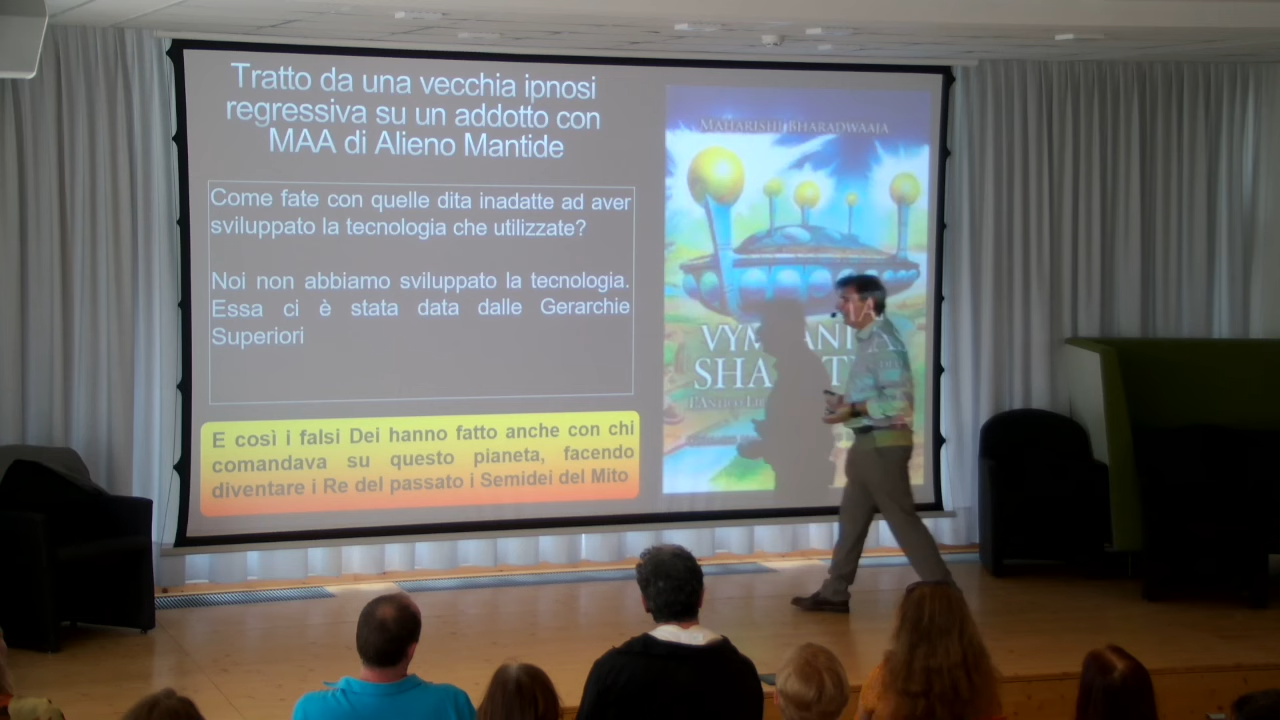 Tratto da una vecchia ipnosi
regressiva su un addotto con
MAA di Alieno Mantide
Come fate con quelle dita inadatte ad aver
sviluppato la tecnologia che utilizzate?
Noi non abbiamo sviluppato la tecnologia.
Essa ci è stata data dalle Gerarchie
Superiori
E così i falsi Dei hanno fatto anche con chi
comandava su questo pianeta, facendo
diventare i Re del passato i Semidei del Mito
MAHARISHI BHARADWAAJA